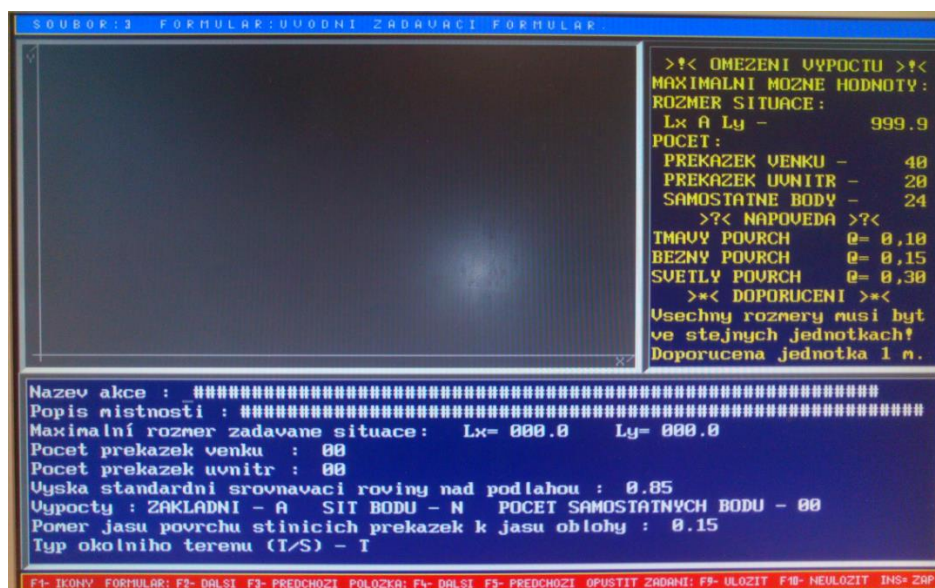 SOUBOR:3 FORMULAR:UVODNI ZADAVACI FORMULAR
Y
X
>!< OMEZENI VYPOCTU >!<
MAXIMALNI MOZNE HODNOTY:
ROZMER SITUACE:
Lx A Ly - 999.9
POCET:
PREKAZEK VENKU - 40
PREKAZEK UVNITR - 20
SAMOSTATNE BODY - 24
>?< NAPOVEDA >?<
TMAVY POVRCH @= 0,10
BEZNY POVRCH @= 0,15
SVETLY POVRCH @= 0,30
>*< DOPORUCENI >*<
Vsechny rozmery musi byt
ve stejnych jednotkach!
Doporucena jednotka 1 m.
Nazev akce : _##########################################################
Popis mistnosti : ##########################################################
Maximalní rozmer zadavane situace: Lx= 000.0 Ly= 000.0
Pocet prekazek venku : 00
Pocet prekazek uvnitr : 00
Vyska standardni srovnavaci roviny nad podlahou : 0.85
Vypocty : ZAKLADNI - A SIT BODU - N POCET SAMOSTATNYCH BODU - 00
Pomer jasu povrchu stinicich prekazek k jasu oblohy : 0.15
Typ okolniho terenu (T/S) - T
F1- IKONY FORMULAR: F2- DALSI F3- PREDCHOZI POLOZKA: F4- DALSI F5- PREDCHOZI OPUSTIT ZADANI: F9- ULOZIT F10- NEULOZIT INS= ZAP